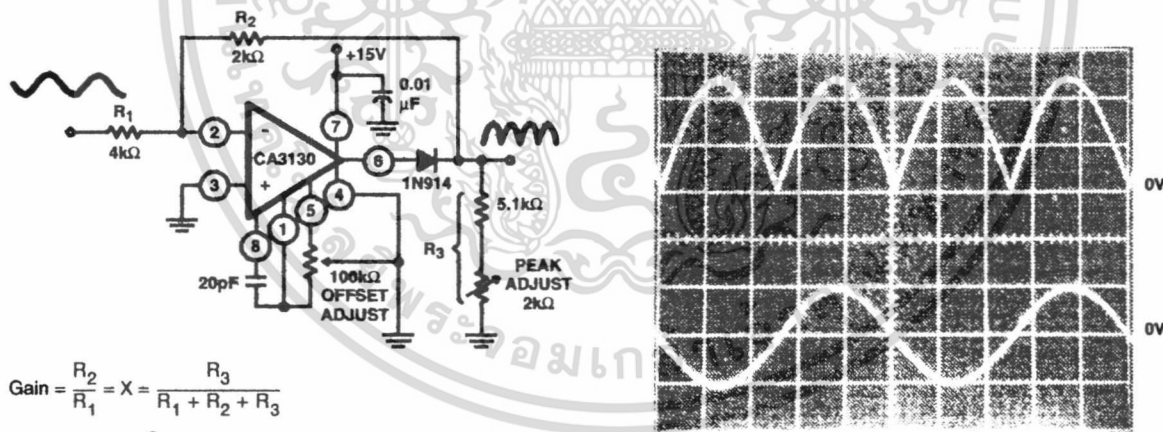 R2
2kΩ
+15V
0.01
μF
R1
4kΩ
2
-
7
CA3130
6
1N914
3
+
4
5
1
8
20pF
100kΩ
OFFSET
ADJUST
5.1kΩ
R3
PEAK
ADJUST
2kΩ
0V
0V
Gain = R2/R1 = X = R3/(R1 + R2 + R3)